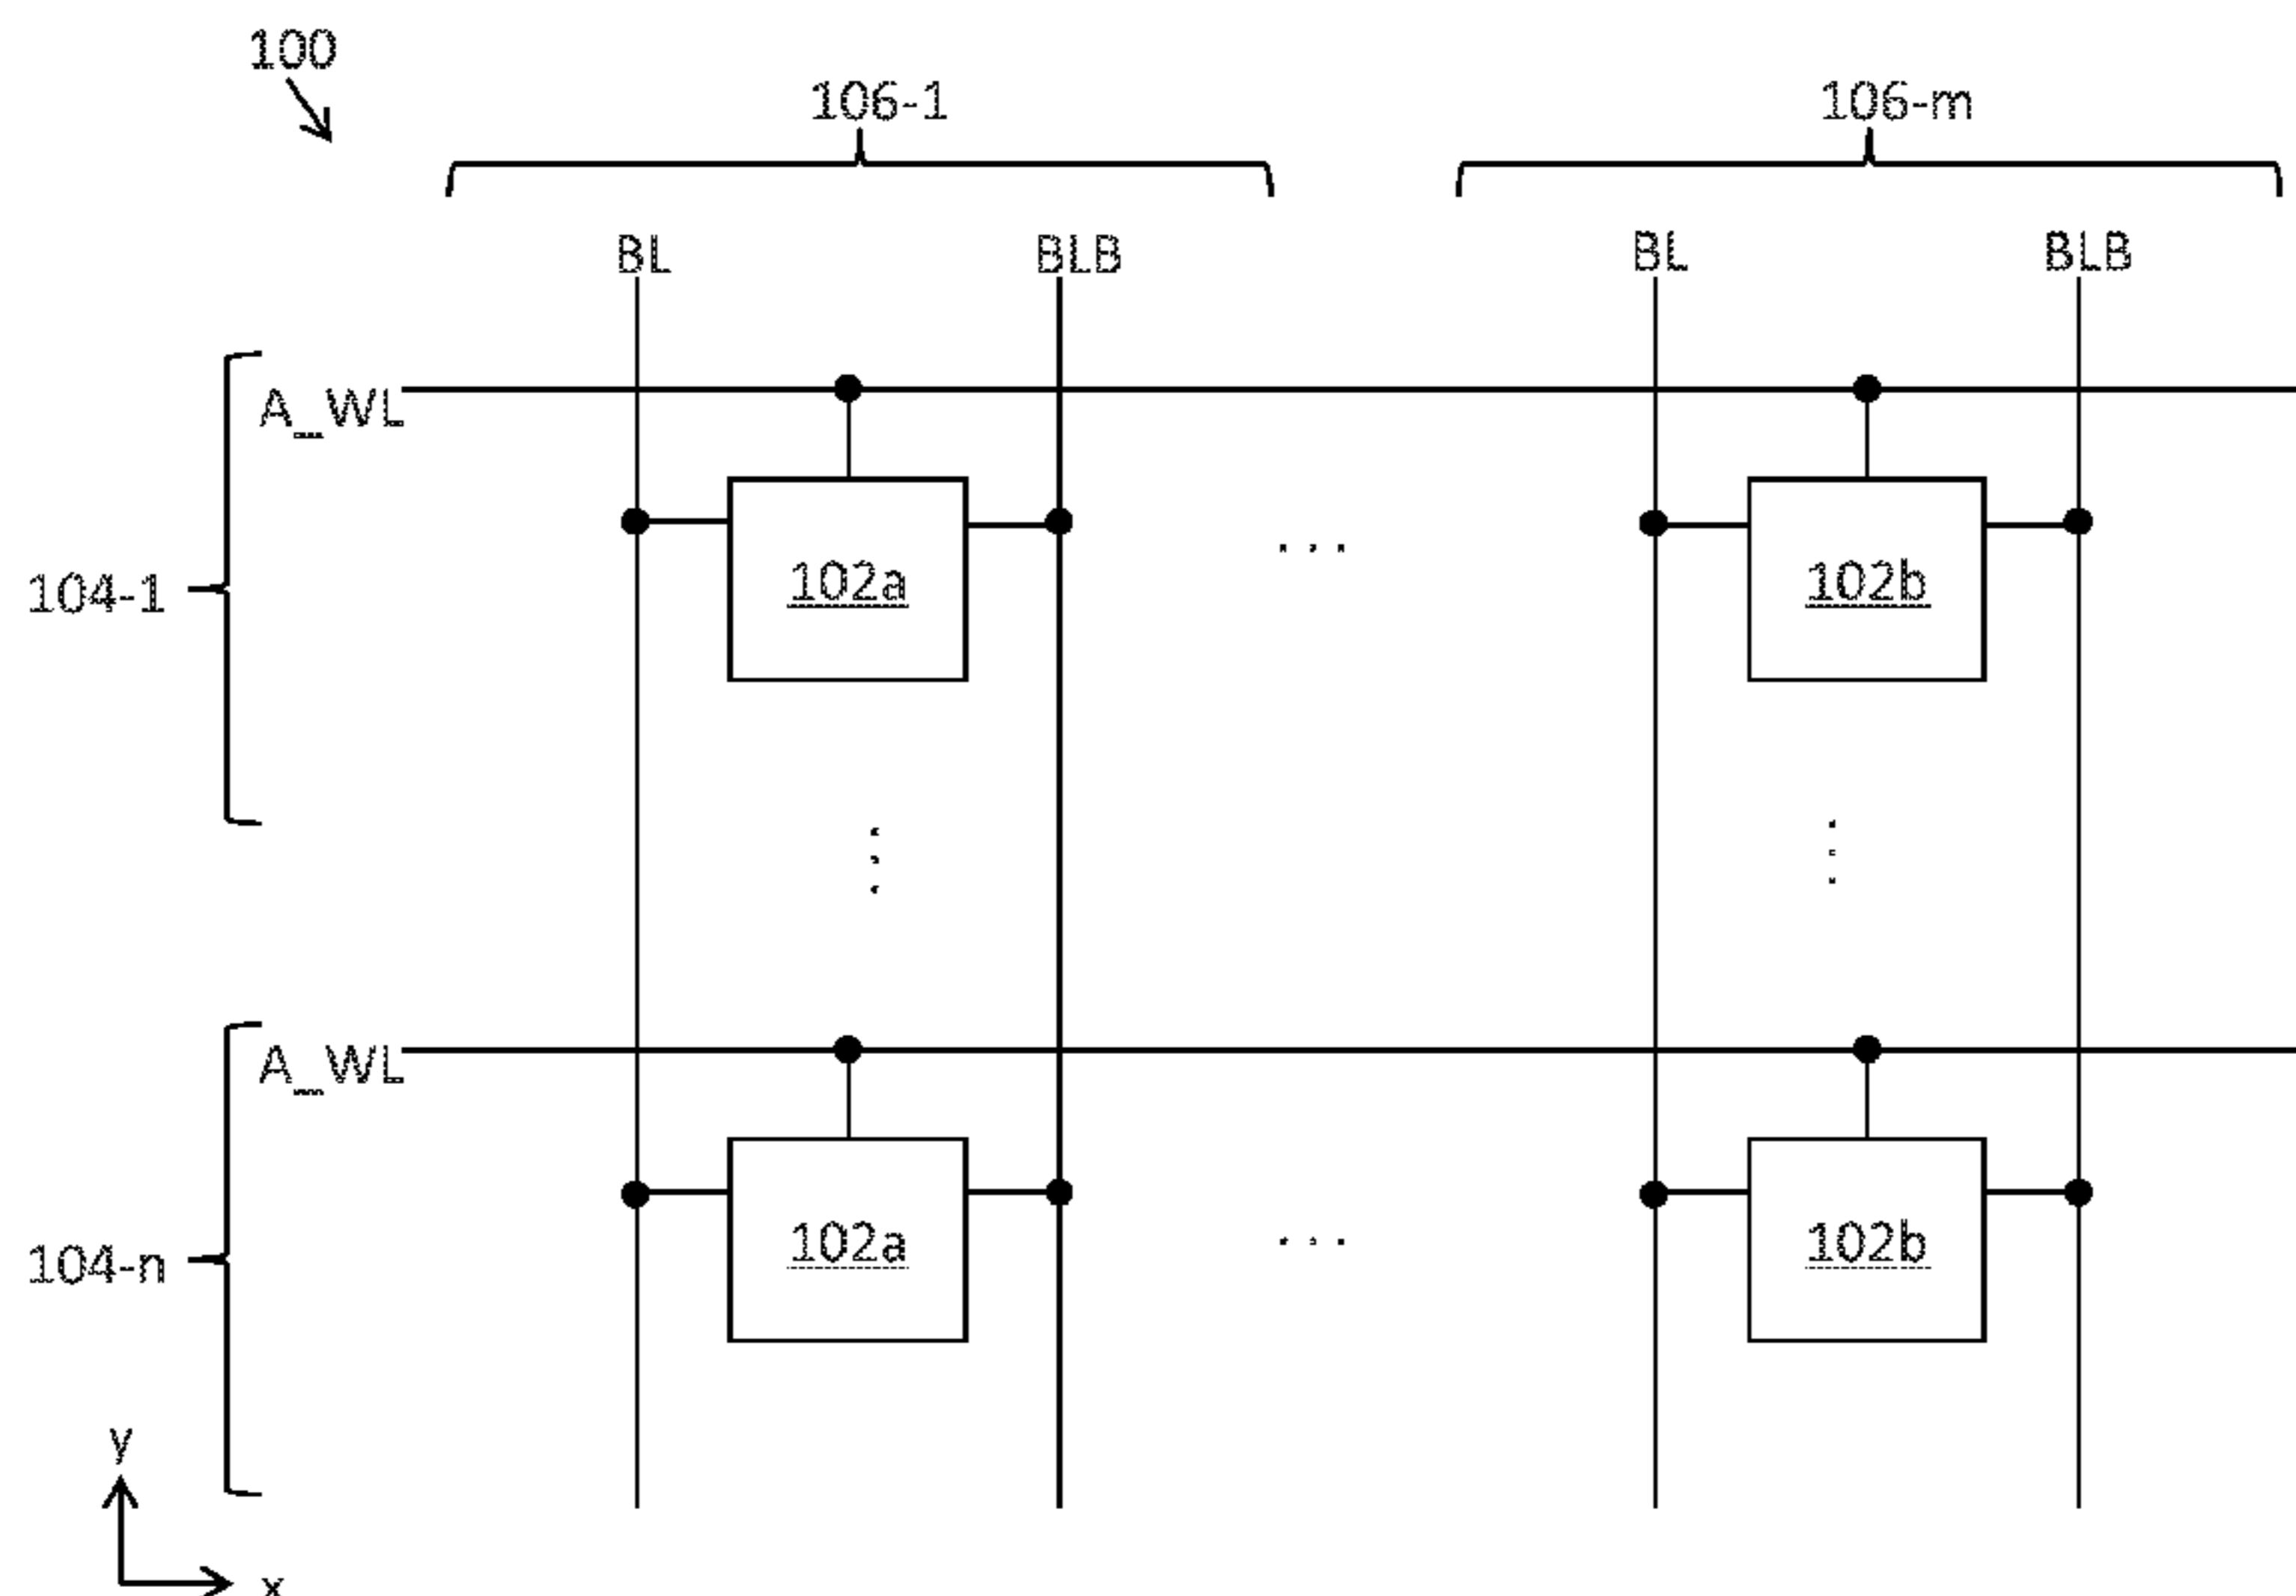 100
106-1 106-m
BL BLB BL BLB
A_WL
102a 102b
104-1
. . . 
A_WL
102a . . . 102b
104-n
y
x